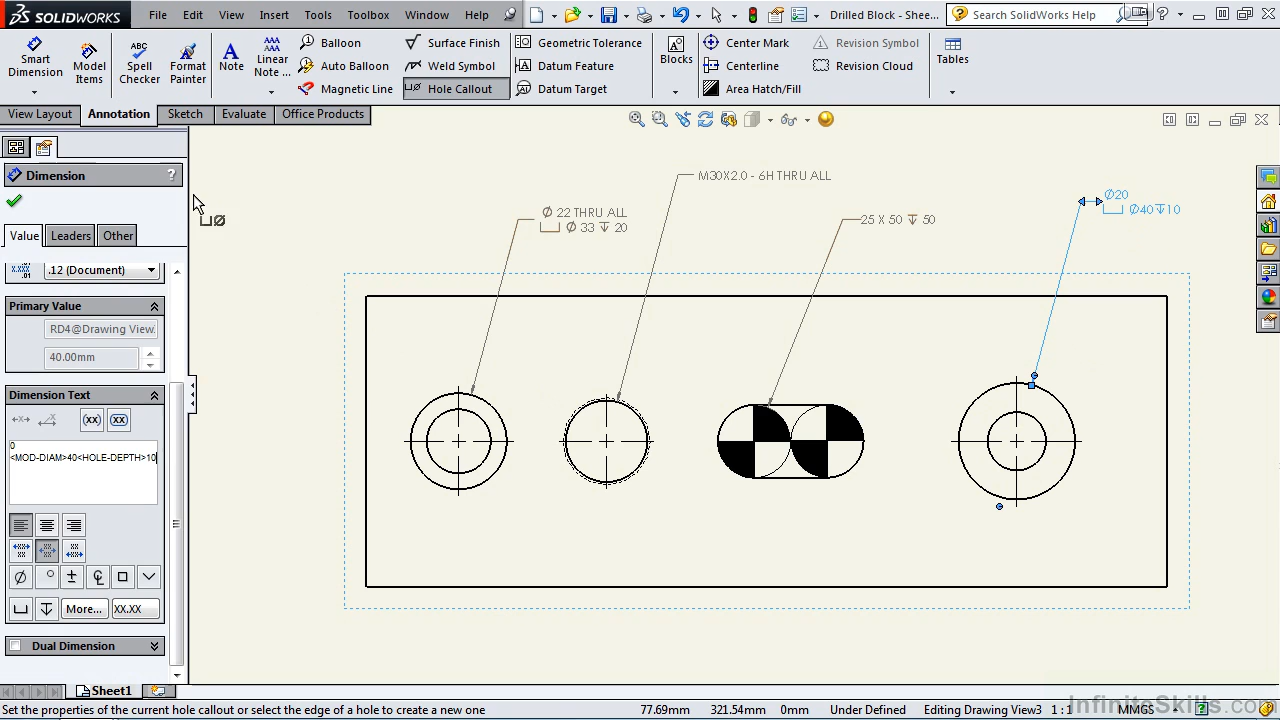 SOLIDWORKS File Edit View Insert Tools Toolbox Window Help Drilled Block - Shee... Search SolidWorks Help
Smart Dimension
Model Items
ABC
Spell Checker
Format Painter
A
Note
AAA
AAA
Linear Note ...
Balloon
Auto Balloon
Magnetic Line
Surface Finish
Weld Symbol
Hole Callout
Geometric Tolerance
Datum Feature
Datum Target
A
Blocks
Center Mark
Centerline
Area Hatch/Fill
Revision Symbol
Revision Cloud
Tables
View Layout Annotation Sketch Evaluate Office Products
Dimension ?
Value Leaders Other
.12 (Document)
Primary Value
RD4@Drawing View.
40.00mm
Dimension Text
(xx) (xx)
0
<MOD-DIAM>40<HOLE-DEPTH>10
More... XX.XX
Dual Dimension
Ø 22 THRU ALL
⌴ Ø 33 ↧ 20
M30X2.0 - 6H THRU ALL
25 X 50 ↧ 50
Ø20
⌴ Ø40↧10
Sheet1
Set the properties of the current hole callout or select the edge of a hole to create a new one 77.69mm 321.54mm 0mm Under Defined Editing Drawing View3 1 : 1 MMGS
InfiniteSkills.com